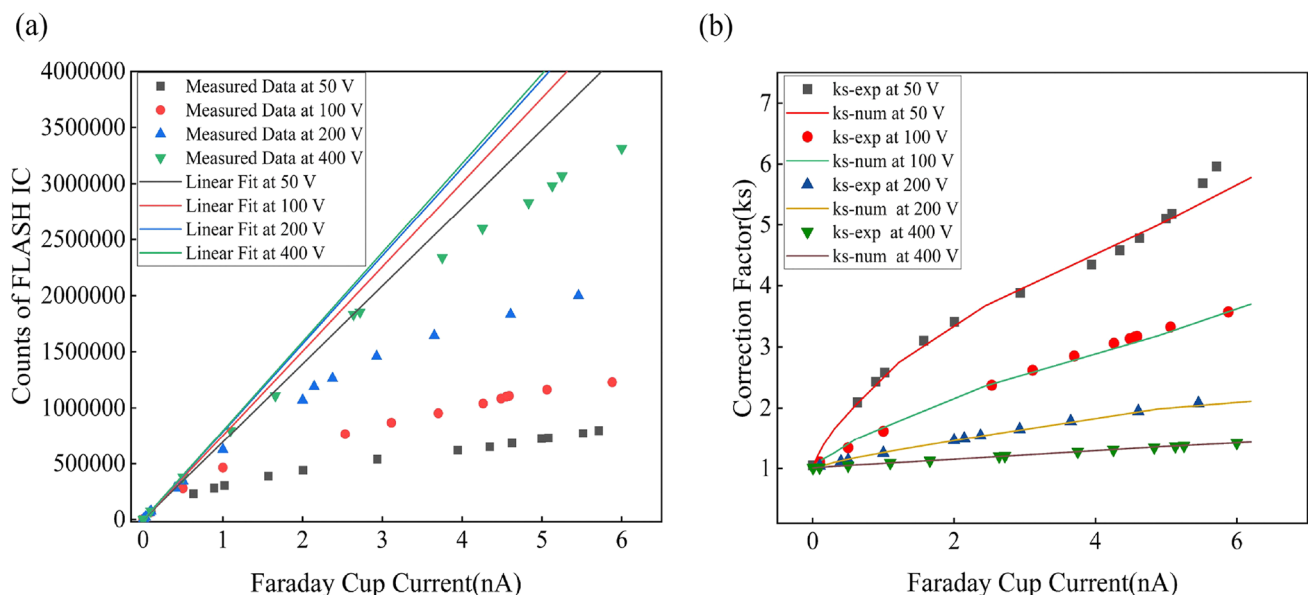 (a)
4000000
3500000
3000000
2500000
2000000
1500000
1000000
500000
0
Counts of FLASH IC
Measured Data at 50 V
Measured Data at 100 V
Measured Data at 200 V
Measured Data at 400 V
Linear Fit at 50 V
Linear Fit at 100 V
Linear Fit at 200 V
Linear Fit at 400 V
0 1 2 3 4 5 6
Faraday Cup Current(nA)
(b)
7
6
5
4
3
2
1
Correction Factor(ks)
ks-exp at 50 V
ks-num at 50 V
ks-exp at 100 V
ks-num at 100 V
ks-exp at 200 V
ks-num at 200 V
ks-exp at 400 V
ks-num at 400 V
0 2 4 6
Faraday Cup Current(nA)